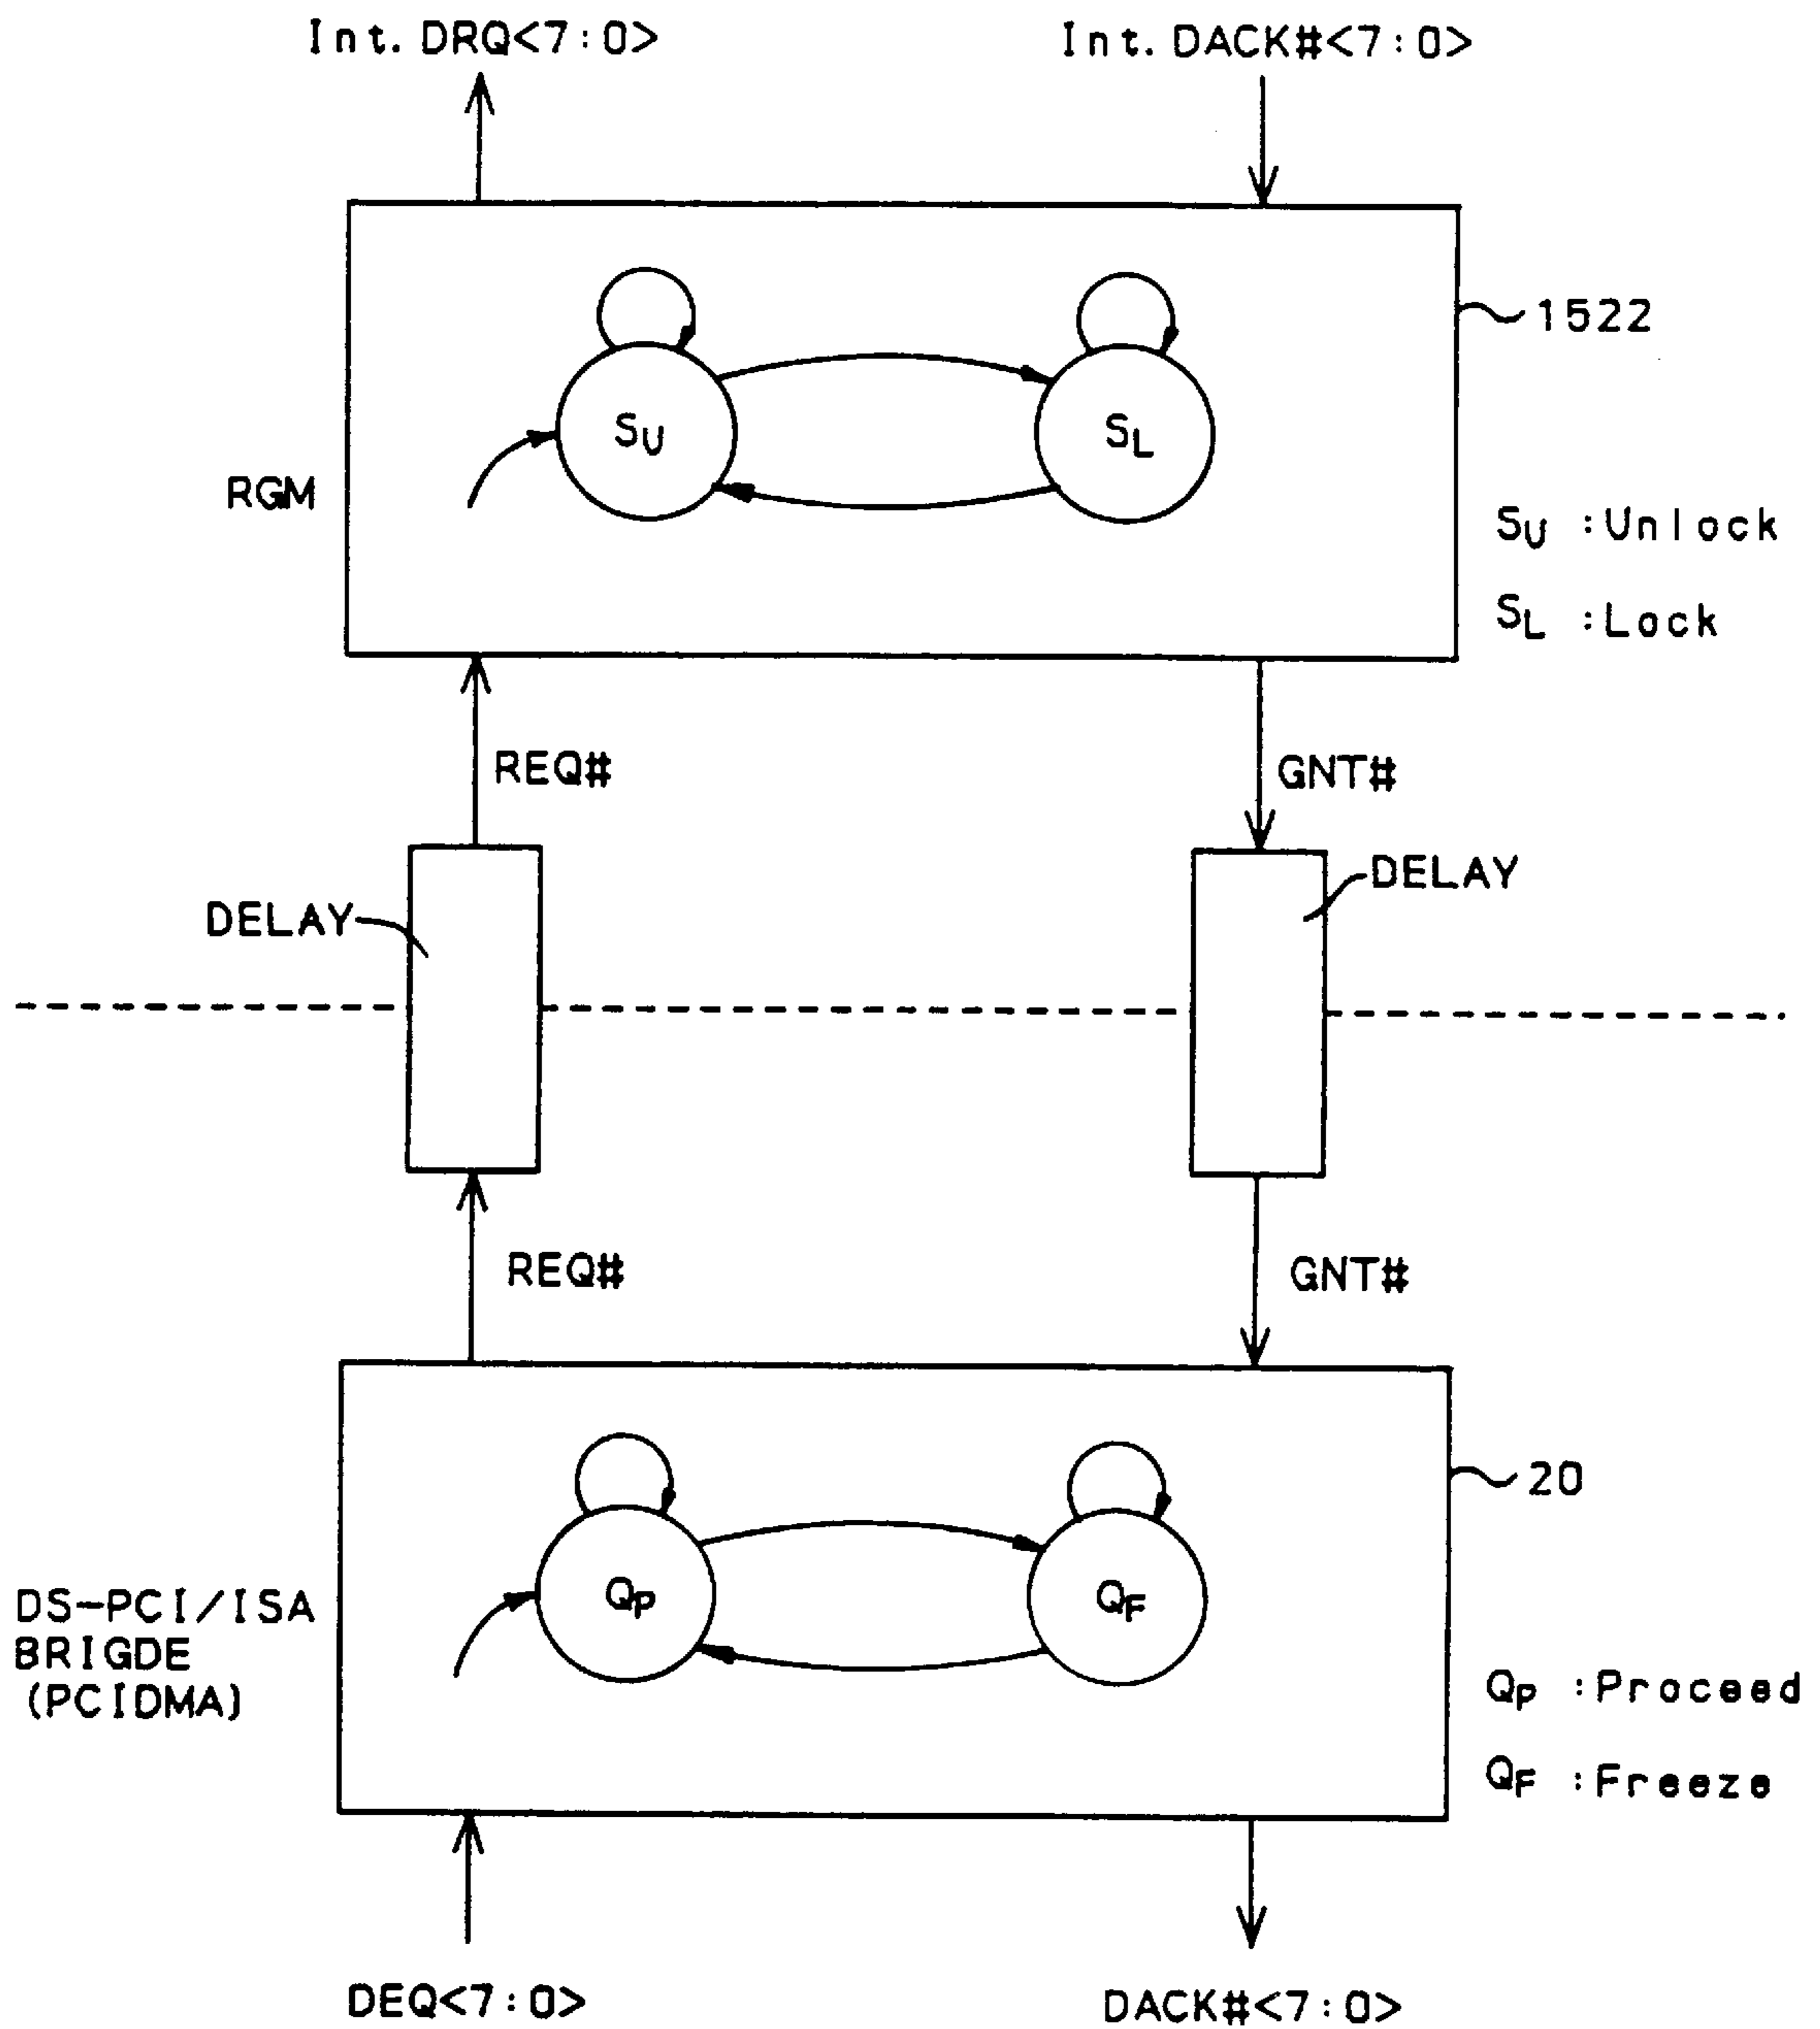 Int. DRQ<7:0>
Int. DACK#<7:0>
1522
SU
SL
RGM
SU :Unlock
SL :Lock
REQ#
GNT#
DELAY
DELAY
REQ#
GNT#
20
QP
QF
DS-PCI/ISA
BRIGDE
(PCIDMA)
QP :Proceed
QF :Freeze
DEQ<7:0>
DACK#<7:0>